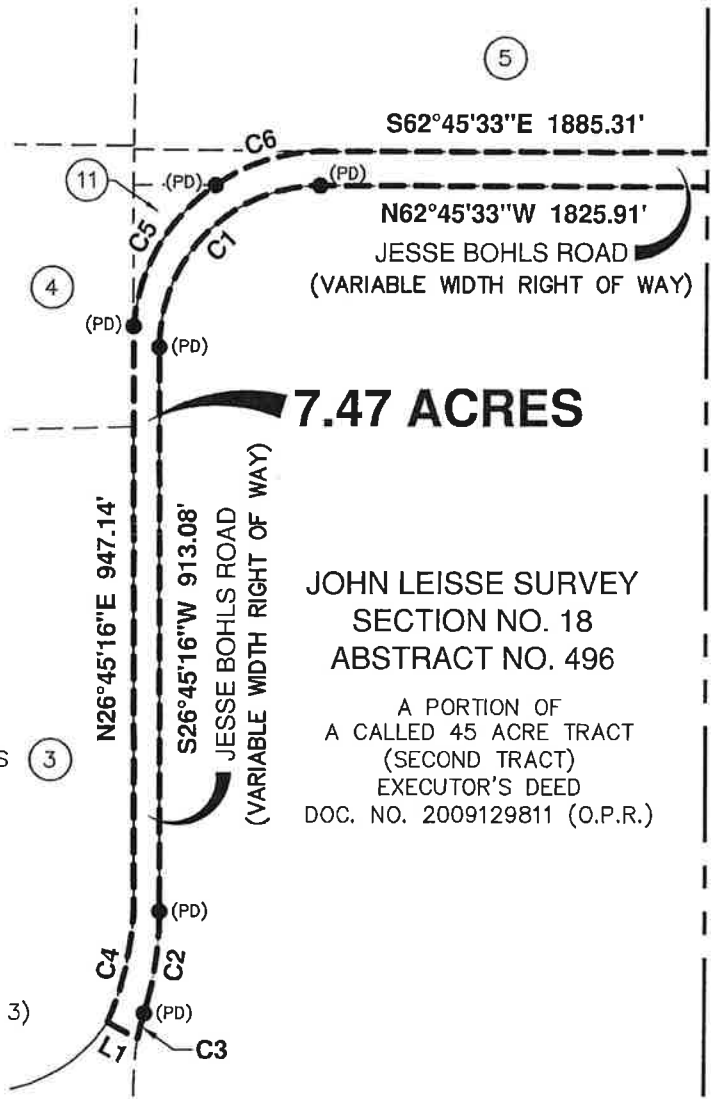 5
S62°45'33"E 1885.31'
C6
11
(PD)
(PD)
N62°45'33"W 1825.91'
C5
C1
JESSE BOHLS ROAD
(VARIABLE WIDTH RIGHT OF WAY)
4
(PD)
(PD)
7.47 ACRES
N26°45'16"E 947.14'
S26°45'16"W 913.08'
JESSE BOHLS ROAD
(VARIABLE WIDTH RIGHT OF WAY)
JOHN LEISSE SURVEY
SECTION NO. 18
ABSTRACT NO. 496
A PORTION OF
A CALLED 45 ACRE TRACT
(SECOND TRACT)
EXECUTOR'S DEED
DOC. NO. 2009129811 (O.P.R.)
S 3
(PD)
C4
C2
3)
(PD)
L1
C3